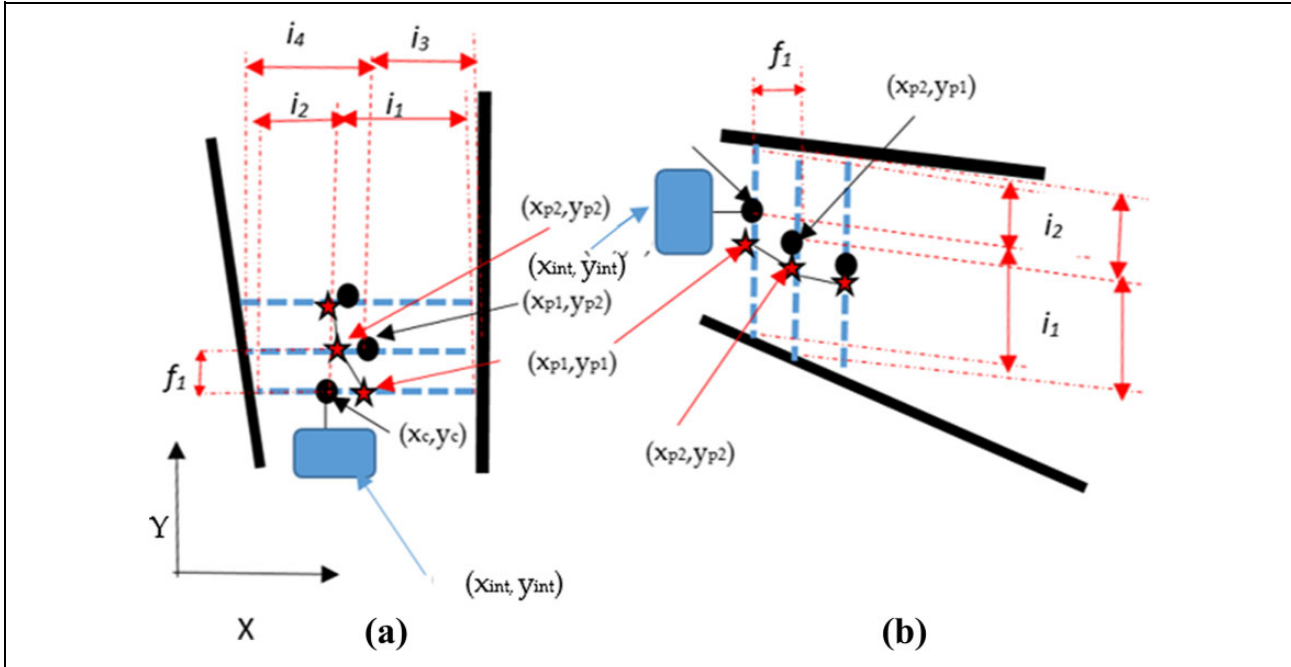 i4
i3
i2
i1
(xp2,yp2)
(xp1,yp2)
(xp1,yp1)
f1
(xc,yc)
Y
X
(xint, yint)
(a)
f1
(xp2,yp1)
(xint, yint)
i2
i1
(xp2,yp2)
(b)